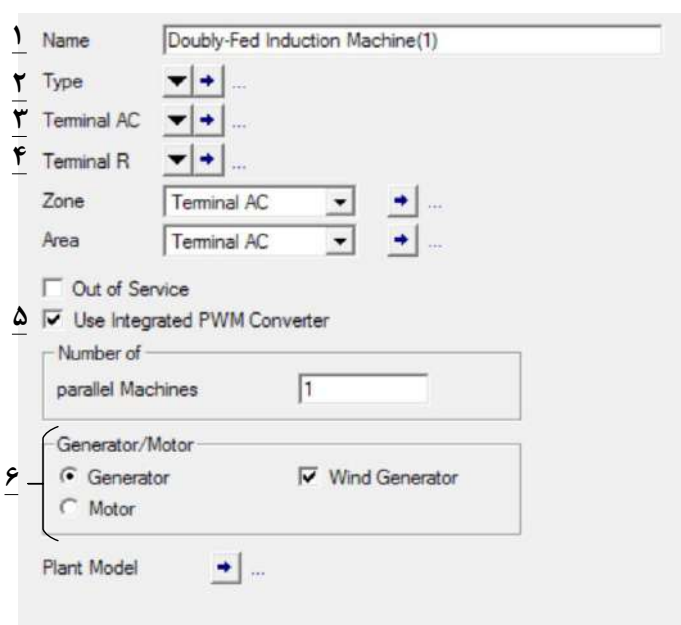 ۱ Name Doubly-Fed Induction Machine(1)
۲ Type ...
۳ Terminal AC ...
۴ Terminal R ...
Zone Terminal AC ...
Area Terminal AC ...
Out of Service
۵ Use Integrated PWM Converter
Number of
parallel Machines 1
Generator/Motor
۶ Generator Wind Generator
Motor
Plant Model ...